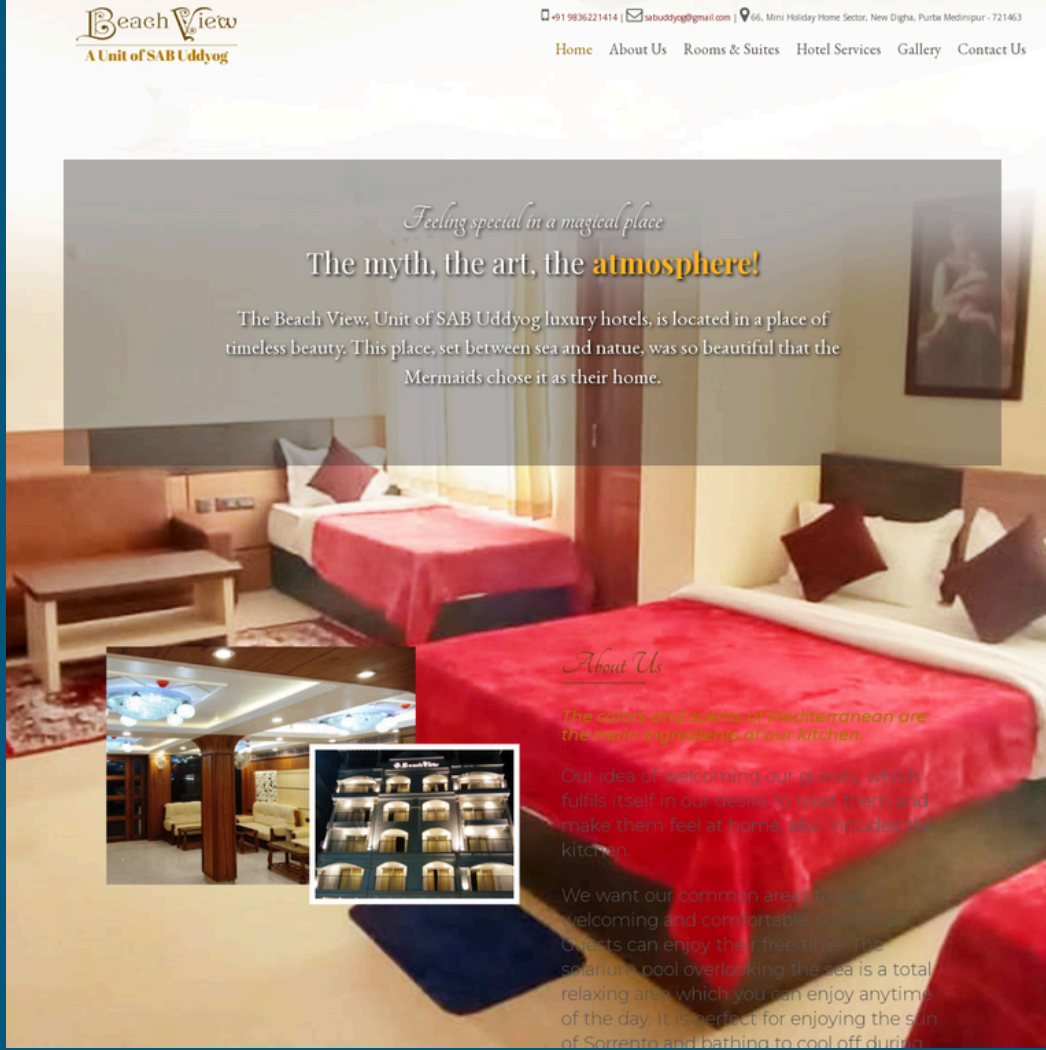 Beach View
A Unit of SAB Uddyog
+91 9836221414 | sabuddyog@gmail.com | 66, Mini Holiday Home Sector, New Digha, Purba Medinipur - 721463
Home About Us Rooms & Suites Hotel Services Gallery Contact Us
Feeling special in a magical place
The myth, the art, the atmosphere!
The Beach View, Unit of SAB Uddyog luxury hotels, is located in a place of
timeless beauty. This place, set between sea and natue, was so beautiful that the
Mermaids chose it as their home.
About Us
The colors and scents of Mediterranean are
the main ingredients of our kitchen.
Our idea of welcoming our guests, which
fulfils itself in our desire to treat them and
make them feel at home, also includes the
kitchen.
Beach View
We want our common areas to be
welcoming and comfortable, so that our
Guests can enjoy their free time. The
solarium pool overlooking the sea is a total
relaxing area which you can enjoy anytime
of the day. It is perfect for enjoying the sun
of Sorrento and bathing to cool off during